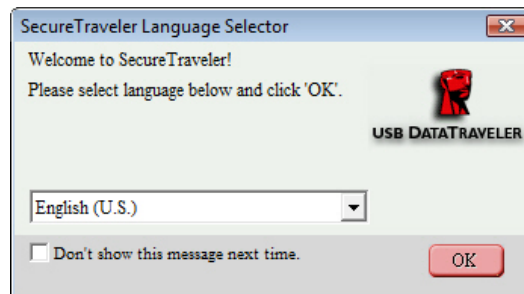 SecureTraveler Language Selector
Welcome to SecureTraveler!
Please select language below and click 'OK'.
USB DATATRAVELER
English (U.S.)
Don't show this message next time.
OK